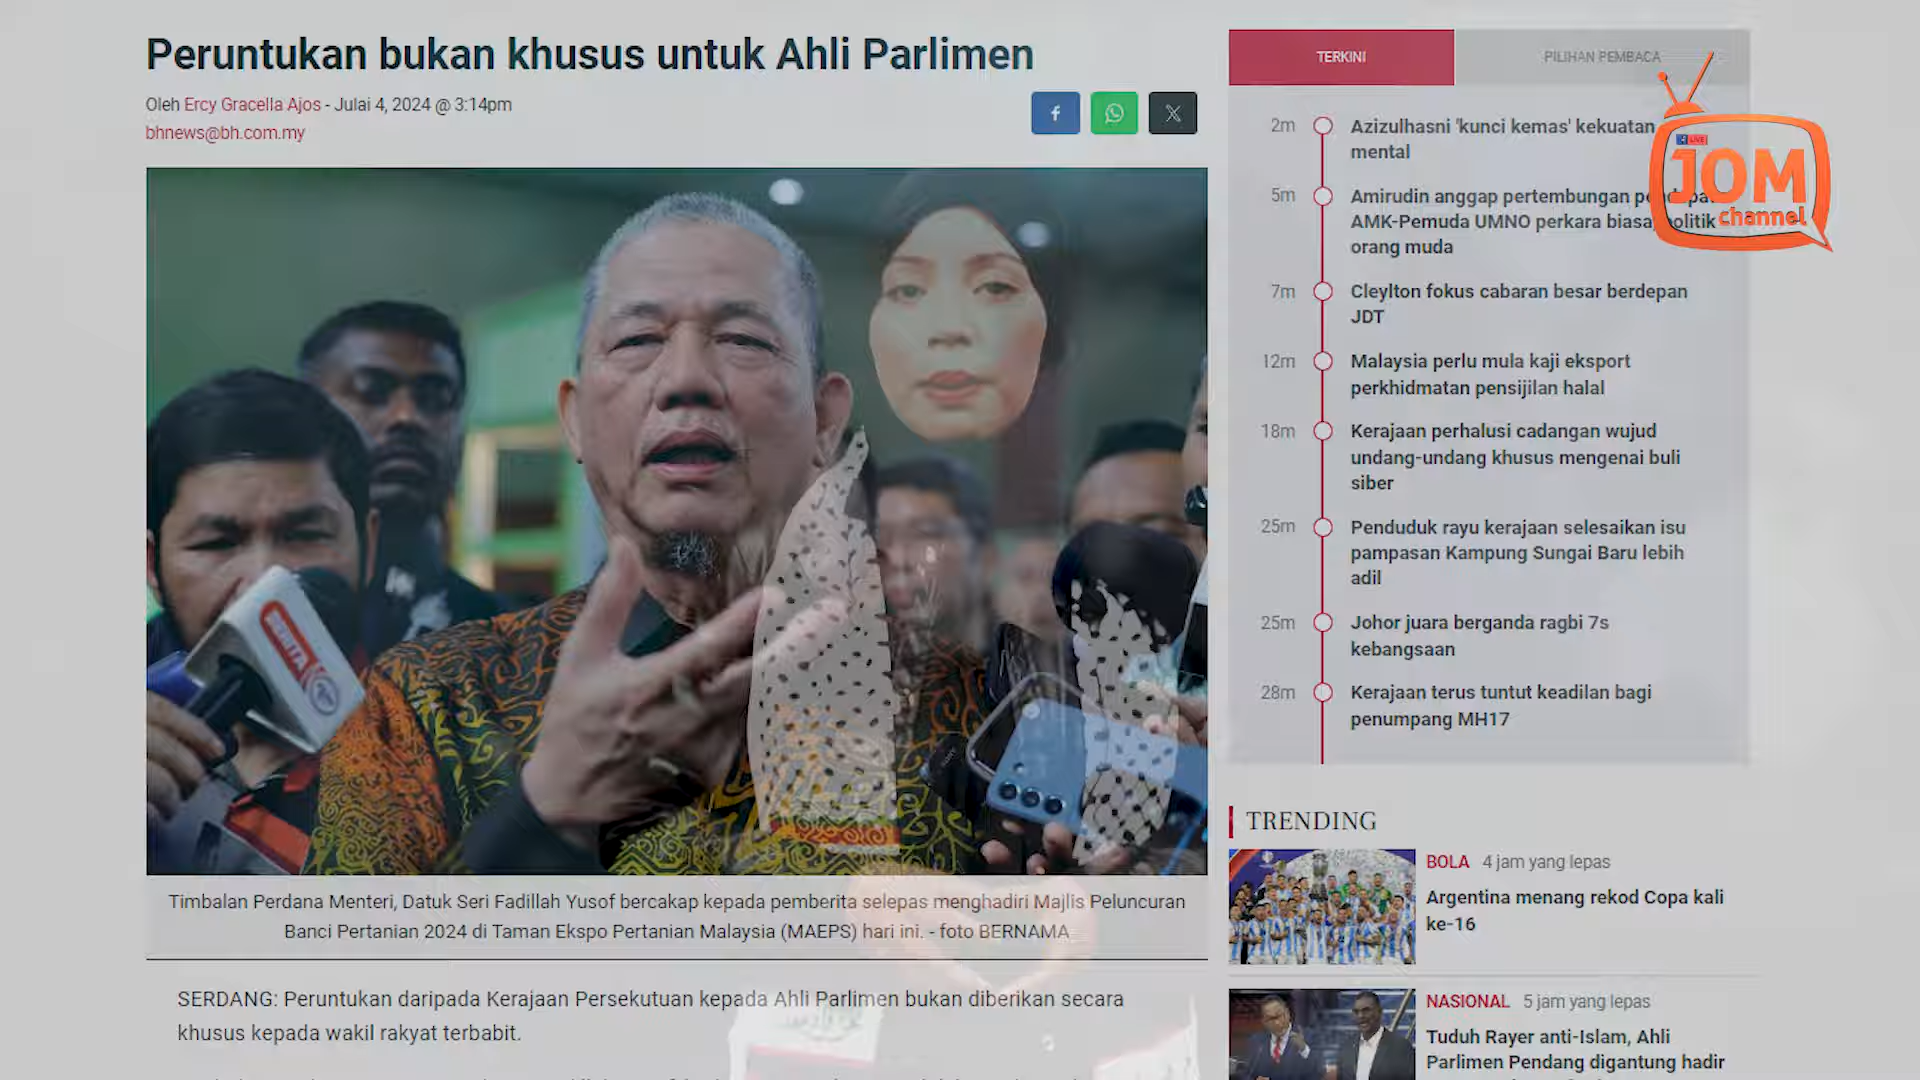 Peruntukan bukan khusus untuk Ahli Parlimen
Oleh Ercy Gracella Ajos - Julai 4, 2024 @ 3:14pm
bhnews@bh.com.my
BERITA
Timbalan Perdana Menteri, Datuk Seri Fadillah Yusof bercakap kepada pemberita selepas menghadiri Majlis Peluncuran
Banci Pertanian 2024 di Taman Ekspo Pertanian Malaysia (MAEPS) hari ini. - foto BERNAMA
SERDANG: Peruntukan daripada Kerajaan Persekutuan kepada Ahli Parlimen bukan diberikan secara
khusus kepada wakil rakyat terbabit.
TERKINI
PILIHAN PEMBACA
LIVE
JOM
channel
2m
Azizulhasni 'kunci kemas' kekuatan
mental
5m
Amirudin anggap pertembungan
AMK-Pemuda UMNO perkara biasa, politik
orang muda
7m
Cleylton fokus cabaran besar berdepan
JDT
12m
Malaysia perlu mula kaji eksport
perkhidmatan pensijilan halal
18m
Kerajaan perhalusi cadangan wujud
undang-undang khusus mengenai buli
siber
25m
Penduduk rayu kerajaan selesaikan isu
pampasan Kampung Sungai Baru lebih
adil
25m
Johor juara berganda ragbi 7s
kebangsaan
28m
Kerajaan terus tuntut keadilan bagi
penumpang MH17
TRENDING
BOLA 4 jam yang lepas
Argentina menang rekod Copa kali
ke-16
NASIONAL 5 jam yang lepas
Tuduh Rayer anti-Islam, Ahli
Parlimen Pendang digantung hadir